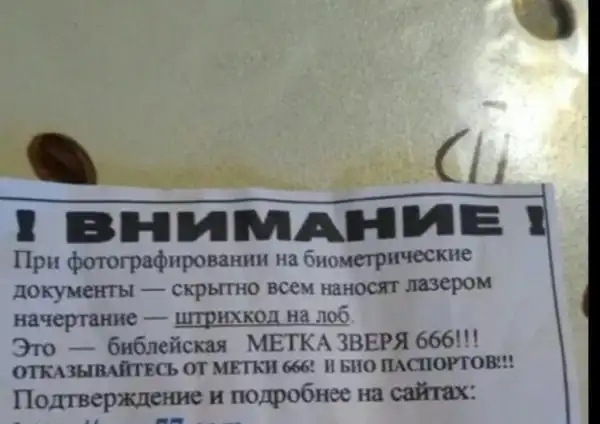 ! ВНИМАНИЕ !
При фотографировании на биометрические
документы — скрытно всем наносят лазером
начертание — штрихкод на лоб.
Это — библейская МЕТКА ЗВЕРЯ 666!!!
ОТКАЗЫВАЙТЕСЬ ОТ МЕТКИ 666! И БИО ПАСПОРТОВ!!!
Подтверждение и подробнее на сайтах: